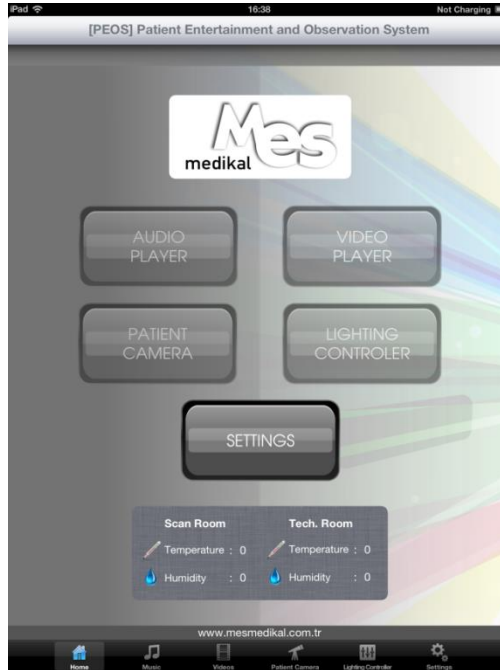 iPad 16:38 Not Charging
[PEOS] Patient Entertainment and Observation System
Mes
medikal
AUDIO
PLAYER
VIDEO
PLAYER
PATIENT
CAMERA
LIGHTING
CONTROLER
SETTINGS
Scan Room
Temperature : 0
Humidity : 0
Tech. Room
Temperature : 0
Humidity : 0
www.mesmedikal.com.tr
Home Music Videos Patient Camera Lighting Controller Settings